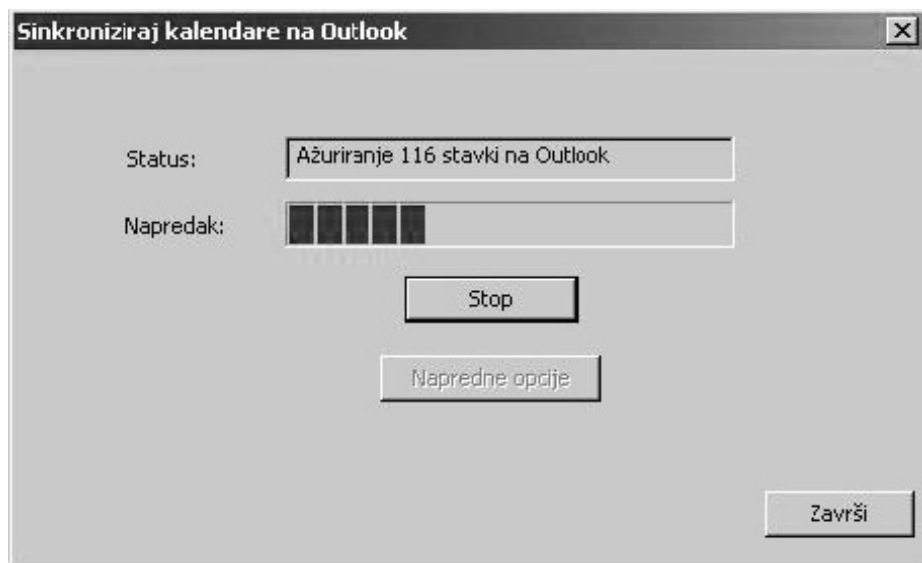 Sinkroniziraj kalendare na Outlook
Status:
Ažuriranje 116 stavki na Outlook
Napredak:
Stop
Napredne opcije
Završi